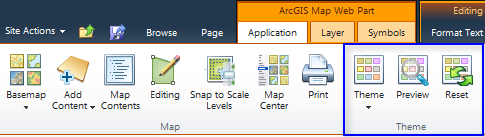 ArcGIS Map Web Part
Editing
Site Actions
Browse
Page
Application
Layer
Symbols
Format Text
Basemap
Add Content
Map Contents
Editing
Snap to Scale Levels
Map Center
Print
Theme
Preview
Reset
Map
Theme